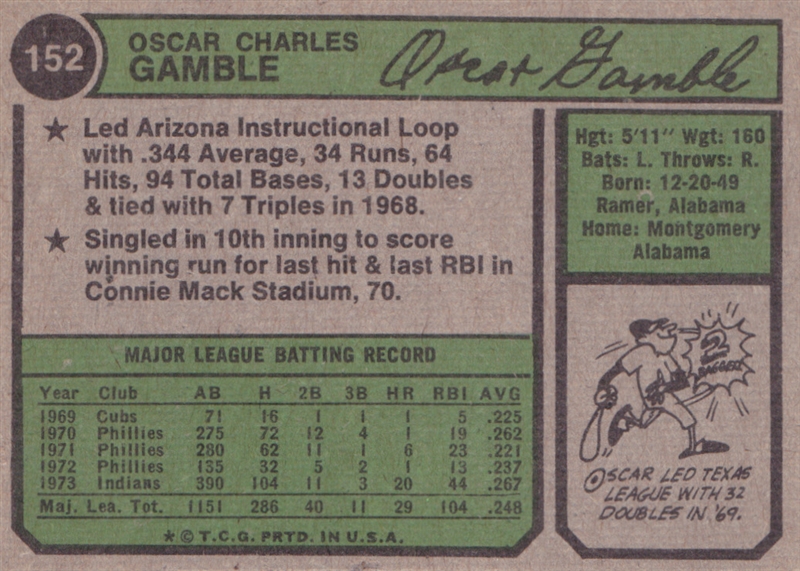 152
OSCAR CHARLES
GAMBLE
Oscar Gamble
★ Led Arizona Instructional Loop
with .344 Average, 34 Runs, 64
Hits, 94 Total Bases, 13 Doubles
& tied with 7 Triples in 1968.
★ Singled in 10th inning to score
winning run for last hit & last RBI in
Connie Mack Stadium, 70.
Hgt: 5'11" Wgt: 160
Bats: L. Throws: R.
Born: 12-20-49
Ramer, Alabama
Home: Montgomery
Alabama
MAJOR LEAGUE BATTING RECORD
Year Club AB H 2B 3B HR RBI AVG
1969 Cubs 71 16 1 1 1 5 .225
1970 Phillies 275 72 12 4 1 19 .262
1971 Phillies 280 62 11 1 6 23 .221
1972 Phillies 135 32 5 2 1 13 .237
1973 Indians 390 104 11 3 20 44 .267
Maj. Lea. Tot. 1151 286 40 11 29 104 .248
* © T.C.G. PRTD. IN U.S.A.
2
BAGGER!
OSCAR LED TEXAS
LEAGUE WITH 32
DOUBLES IN '69.